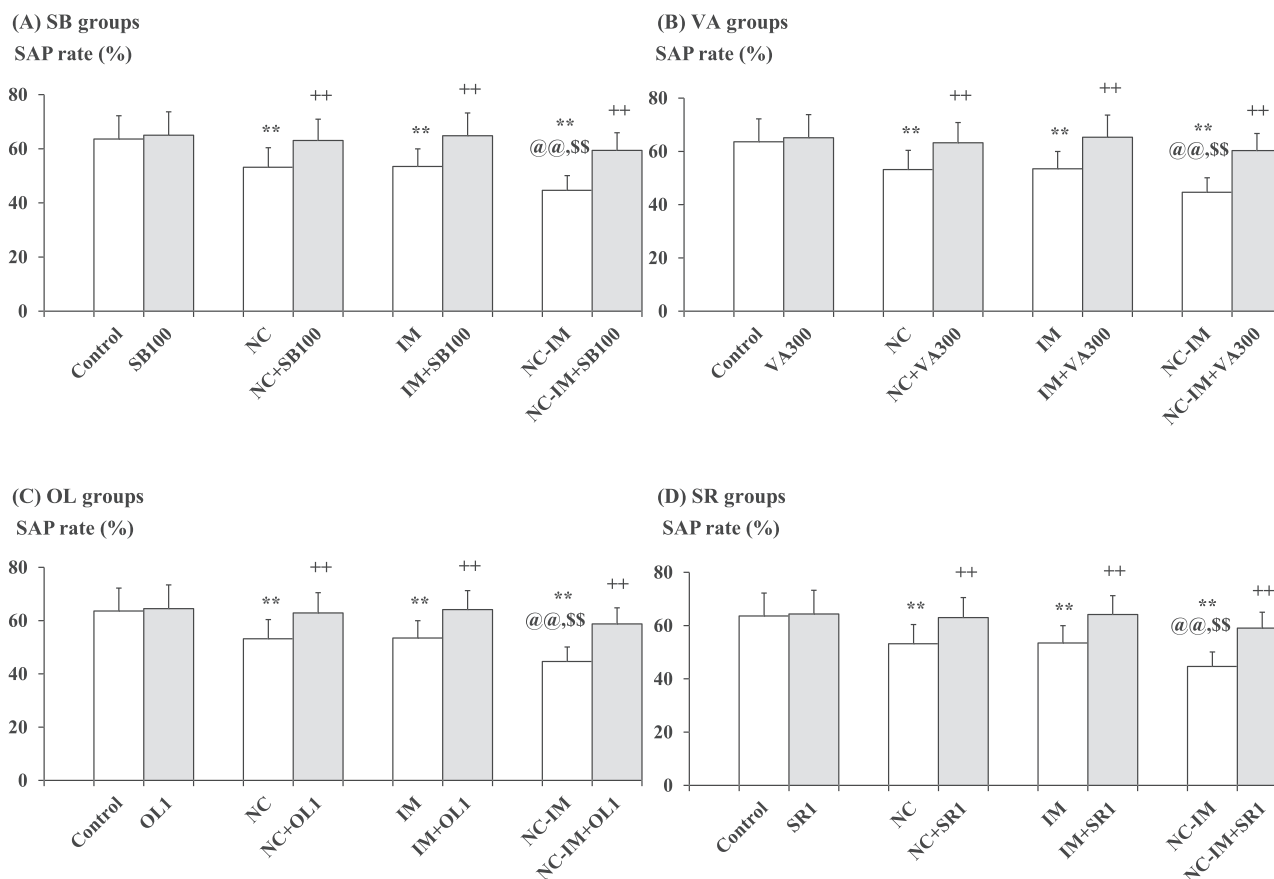 (A) SB groups
SAP rate (%)
80
60
40
20
0
**
++
**
++
**
@@,$$
++
Control
SB100
NC
NC+SB100
IM
IM+SB100
NC-IM
NC-IM+SB100
(B) VA groups
SAP rate (%)
80
60
40
20
0
**
++
**
++
**
@@,$$
++
Control
VA300
NC
NC+VA300
IM
IM+VA300
NC-IM
NC-IM+VA300
(C) OL groups
SAP rate (%)
80
60
40
20
0
**
++
**
++
**
@@,$$
++
Control
OL1
NC
NC+OL1
IM
IM+OL1
NC-IM
NC-IM+OL1
(D) SR groups
SAP rate (%)
80
60
40
20
0
**
++
**
++
**
@@,$$
++
Control
SR1
NC
NC+SR1
IM
IM+SR1
NC-IM
NC-IM+SR1